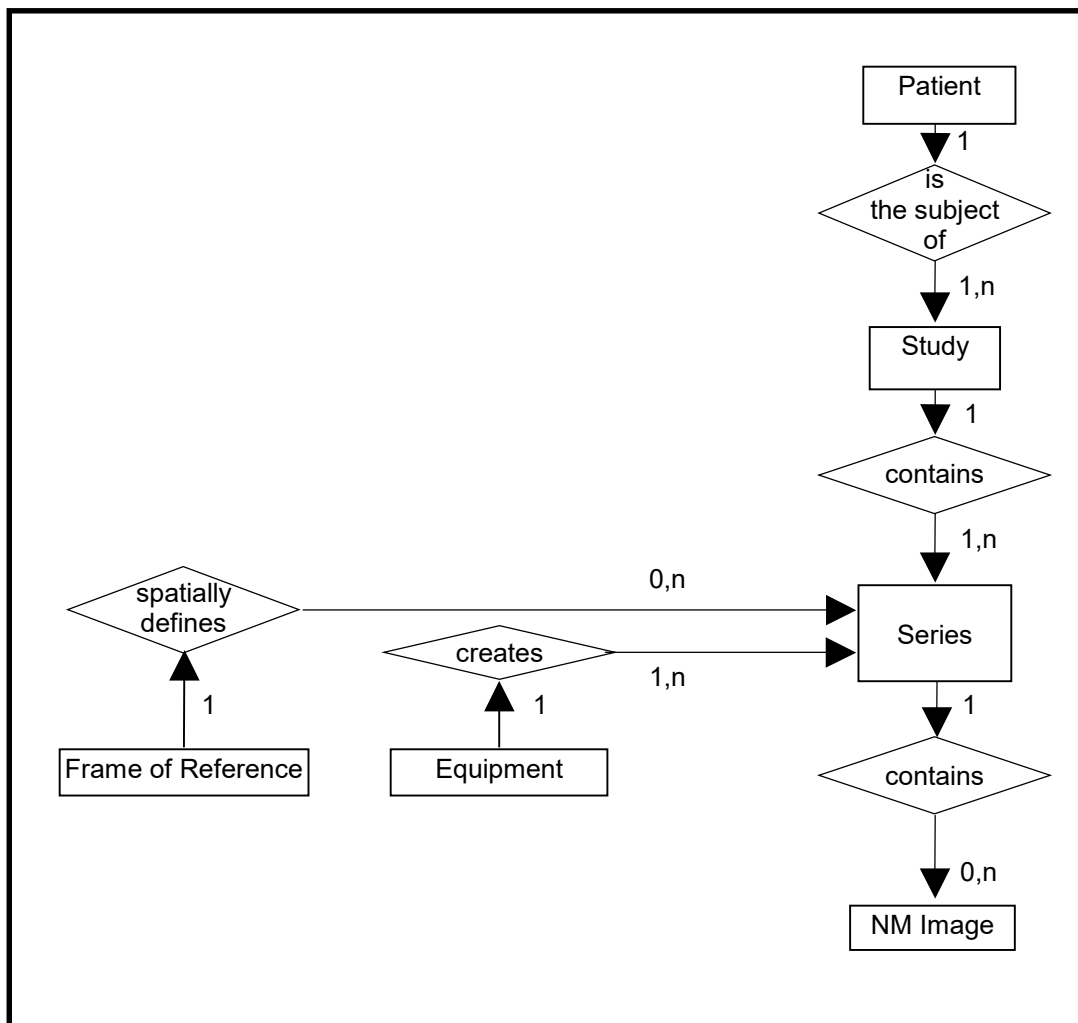 Patient
1
is
the subject
of
1,n
Study
1
contains
1,n
spatially
defines
0,n
Series
creates
1,n
1
1
1
Frame of Reference
Equipment
contains
0,n
NM Image